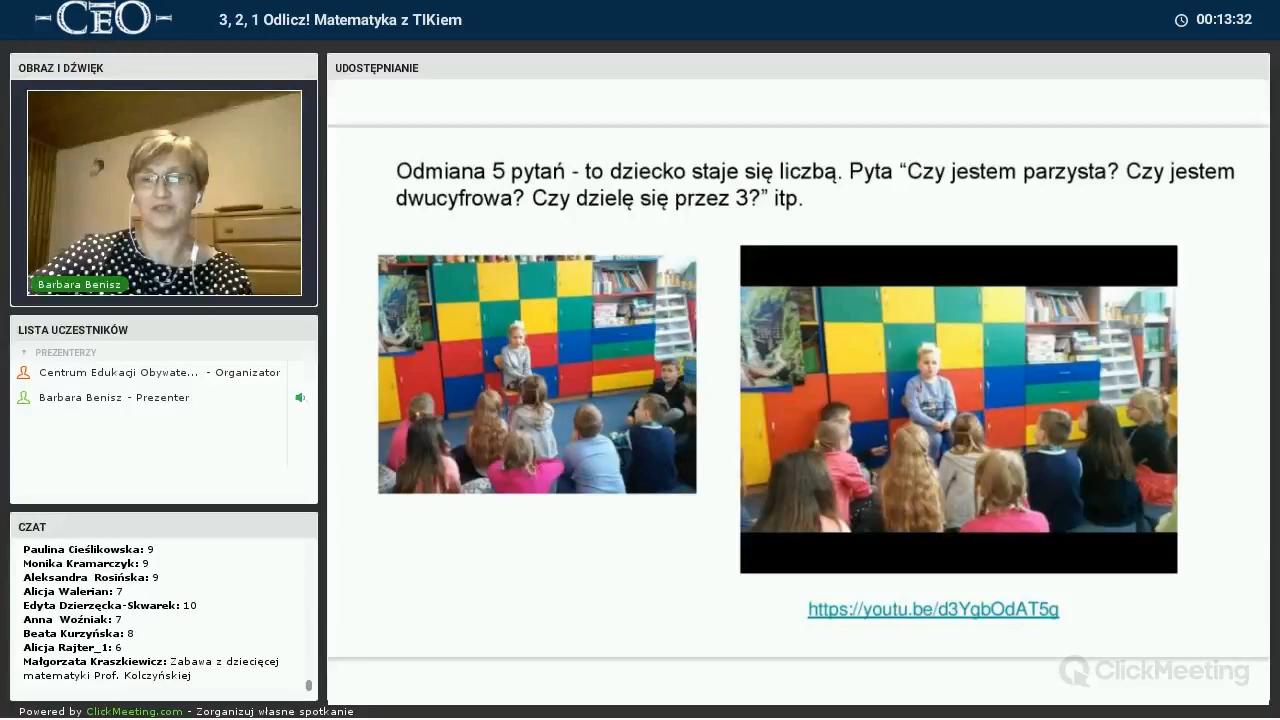 CEO
3, 2, 1 Odlicz! Matematyka z TIKiem
00:13:32
OBRAZ I DŹWIĘK
Barbara Benisz
LISTA UCZESTNIKÓW
PREZENTERZY
Centrum Edukacji Obywate... - Organizator
Barbara Benisz - Prezenter
CZAT
Paulina Cieślikowska: 9
Monika Kramarczyk: 9
Aleksandra Rosińska: 9
Alicja Walerian: 7
Edyta Dzierzęcka-Skwarek: 10
Anna Woźniak: 7
Beata Kurzyńska: 8
Alicja Rajter_1: 6
Małgorzata Kraszkiewicz: Zabawa z dziecięcej
matematyki Prof. Kolczyńskiej
UDOSTĘPNIANIE
Odmiana 5 pytań - to dziecko staje się liczbą. Pyta “Czy jestem parzysta? Czy jestem
dwucyfrowa? Czy dzielę się przez 3?” itp.
https://youtu.be/d3YgbOdAT5g
ClickMeeting
Powered by ClickMeeting.com - Zorganizuj własne spotkanie